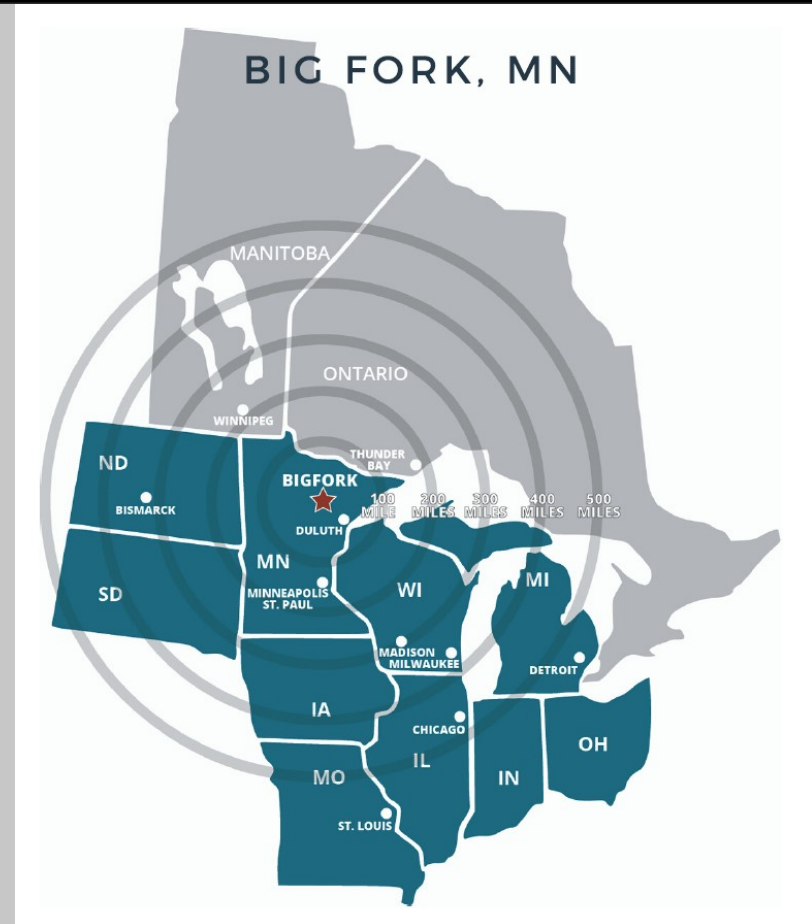 BIG FORK, MN
MANITOBA
ONTARIO
WINNIPEG
THUNDER
BAY
ND
BISMARCK
BIGFORK
100
MILE
200
MILES
300
MILES
400
MILES
500
MILES
DULUTH
MN
MINNEAPOLIS
ST. PAUL
SD
WI
MI
MADISON
MILWAUKEE
DETROIT
IA
CHICAGO
IL
IN
OH
MO
ST. LOUIS